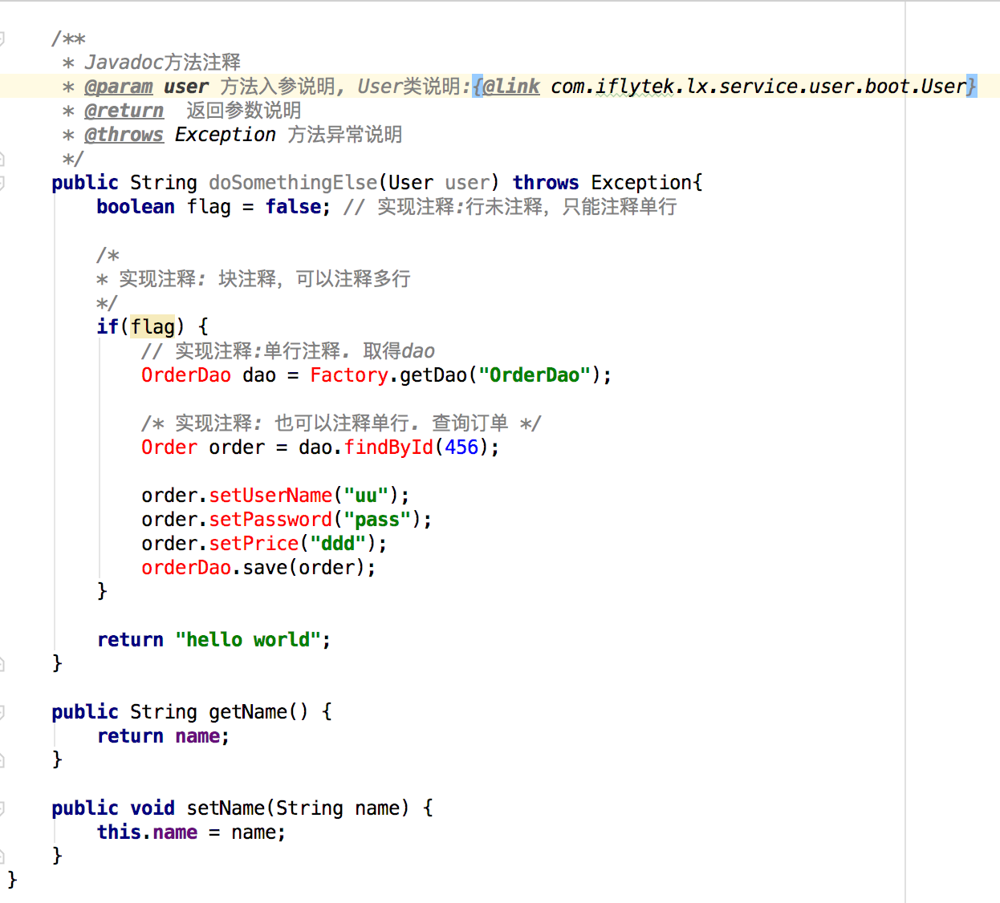 /**
* Javadoc方法注释
* @param user 方法入参说明, User类说明:{@link com.iflytek.lx.service.user.boot.User}
* @return  返回参数说明
* @throws Exception 方法异常说明
*/
public String doSomethingElse(User user) throws Exception{
boolean flag = false; // 实现注释:行未注释，只能注释单行
/*
* 实现注释: 块注释，可以注释多行
*/
if(flag) {
// 实现注释:单行注释. 取得dao
OrderDao dao = Factory.getDao("OrderDao");
/* 实现注释: 也可以注释单行. 查询订单 */
Order order = dao.findById(456);
order.setUserName("uu");
order.setPassword("pass");
order.setPrice("ddd");
orderDao.save(order);
}
return "hello world";
}
public String getName() {
return name;
}
public void setName(String name) {
this.name = name;
}
}